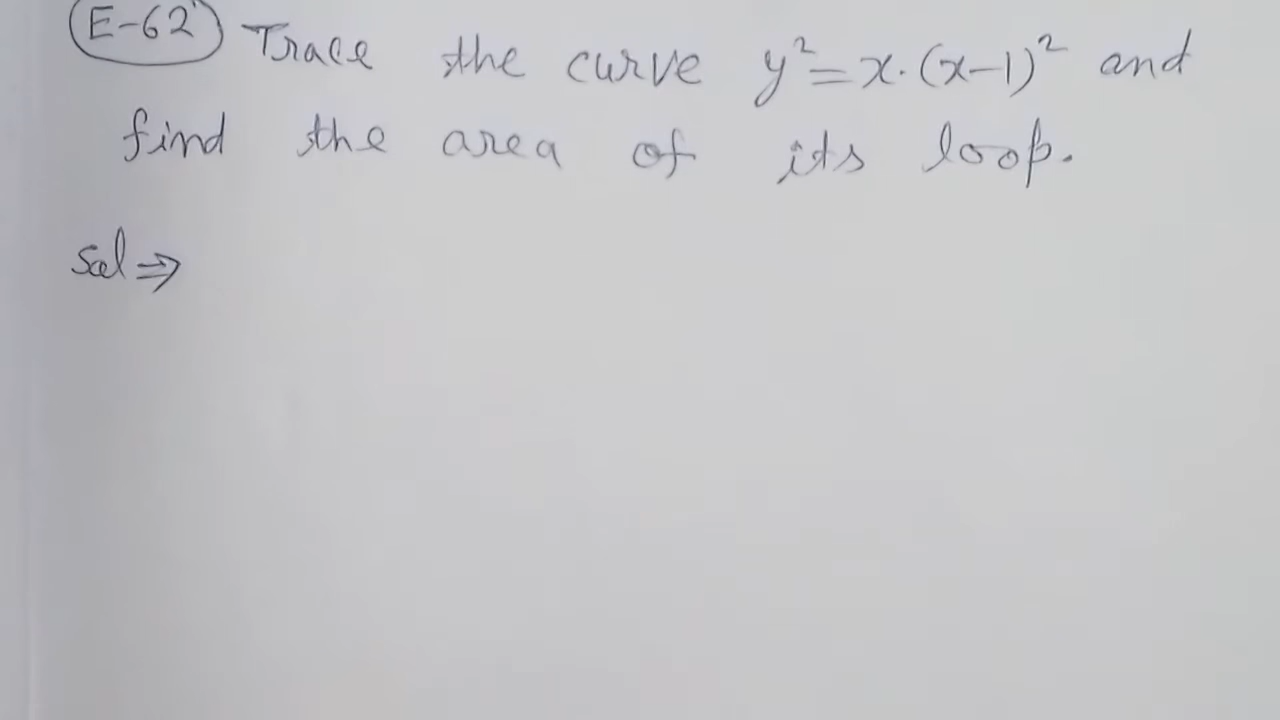 E-62 Trace the curve y²=x·(x-1)² and
find the area of its loop.
Sol⇒